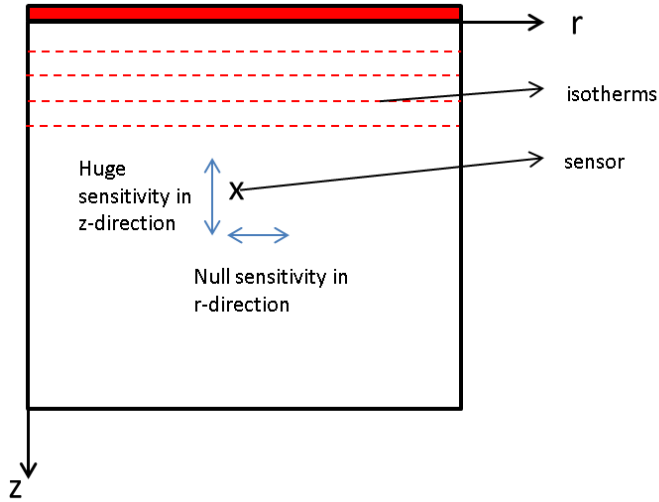 r
isotherms
sensor
Huge
sensitivity in
z-direction
x
Null sensitivity in
r-direction
z